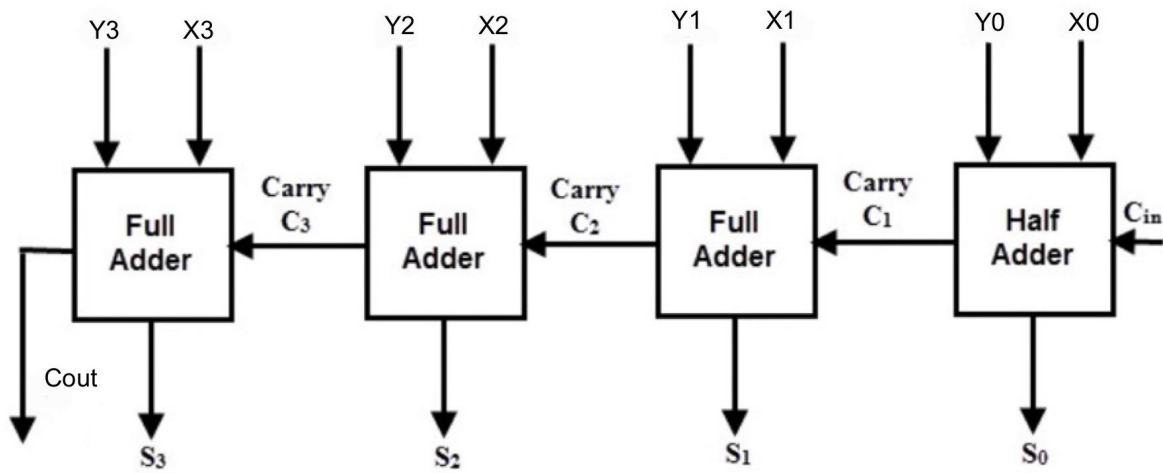 Y3 X3 Y2 X2 Y1 X1 Y0 X0
Carry
C3
Carry
C2
Carry
C1
Cin
Full
Adder
Full
Adder
Full
Adder
Half
Adder
Cout
S3 S2 S1 S0